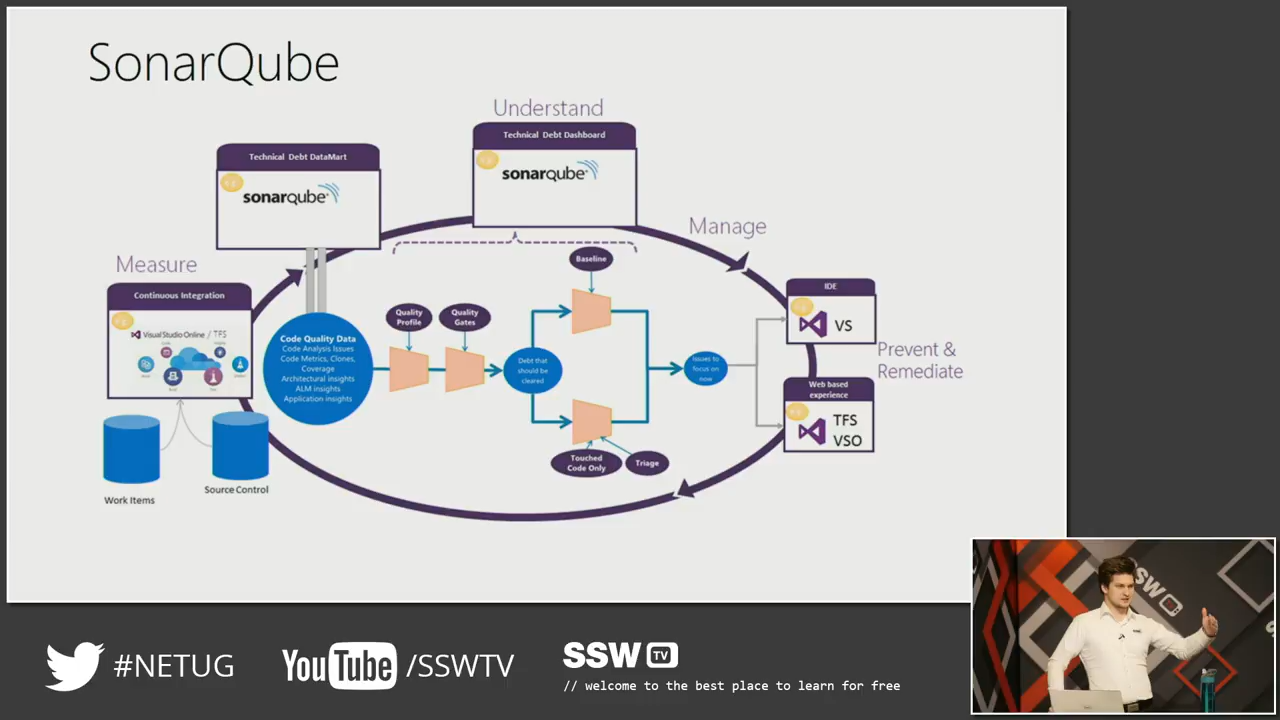 SonarQube
Understand
Technical Debt Dashboard
sonarqube
Technical Debt DataMart
sonarqube
Manage
Measure
Continuous Integration
Visual Studio Online / TFS
Baseline
IDE
VS
Quality
Profile
Quality
Gates
Code Quality Data
Code Analysis Issues
Code Metrics, Clones,
Coverage
Architectural insights
ALM insights
Application insights
Debt that
should be
cleared
Issues to
focus on
now
Prevent &
Remediate
Web based
experience
TFS
VSO
Touched
Code Only
Triage
Work Items
Source Control
SSW
#NETUG
YouTube /SSWTV
SSW TV
// welcome to the best place to learn for free